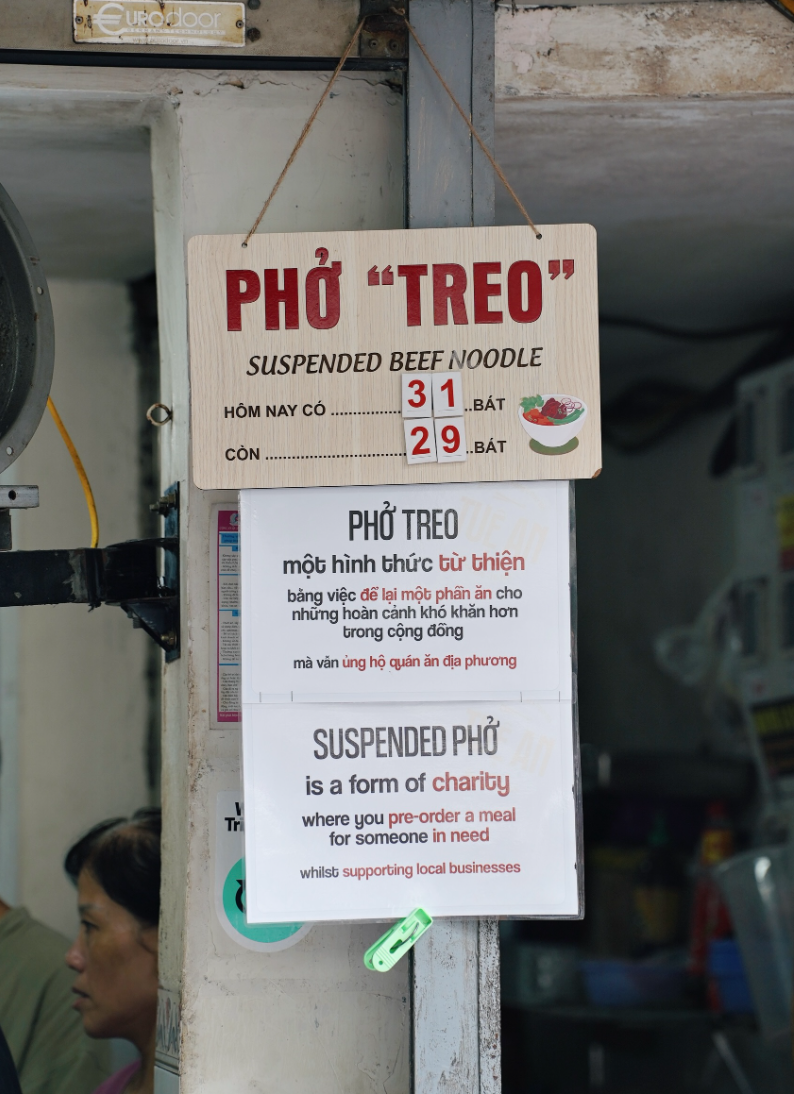 EUROdoor
PHỞ “TREO”
SUSPENDED BEEF NOODLE
HÔM NAY CÓ ................31..BÁT
CÒN ................................29..BÁT
PHỞ TREO
một hình thức từ thiện
bằng việc để lại một phần ăn cho
những hoàn cảnh khó khăn hơn
trong cộng đồng
mà vẫn ủng hộ quán ăn địa phương
SUSPENDED PHỞ
is a form of charity
where you pre-order a meal
for someone in need
whilst supporting local businesses